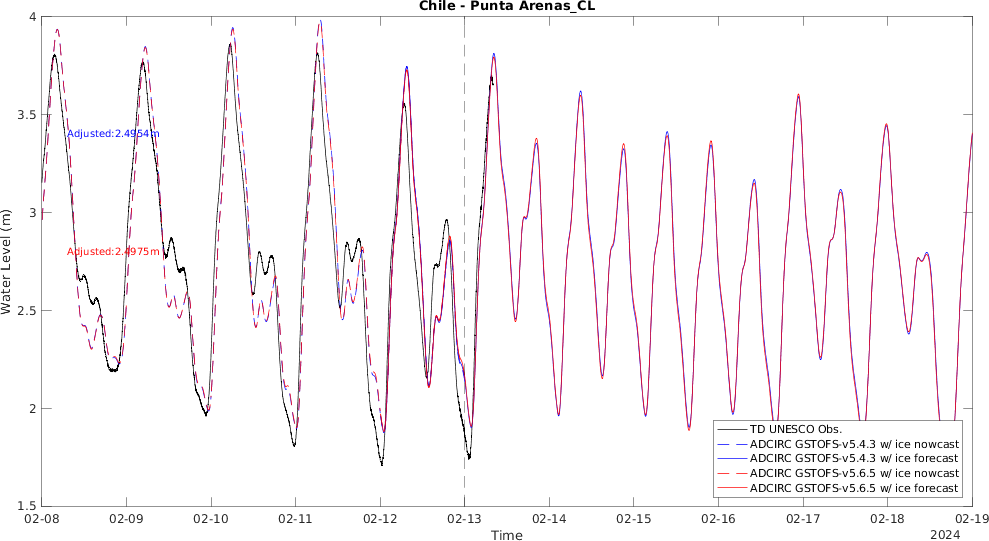 Chile - Punta Arenas_CL
4
3.5
3
2.5
2
1.5
Water Level (m)
Adjusted:2.4954m
Adjusted:2.4975m
TD UNESCO Obs.
ADCIRC GSTOFS-v5.4.3 w/ ice nowcast
ADCIRC GSTOFS-v5.4.3 w/ ice forecast
ADCIRC GSTOFS-v5.6.5 w/ ice nowcast
ADCIRC GSTOFS-v5.6.5 w/ ice forecast
02-08 02-09 02-10 02-11 02-12 02-13 02-14 02-15 02-16 02-17 02-18 02-19
Time
2024